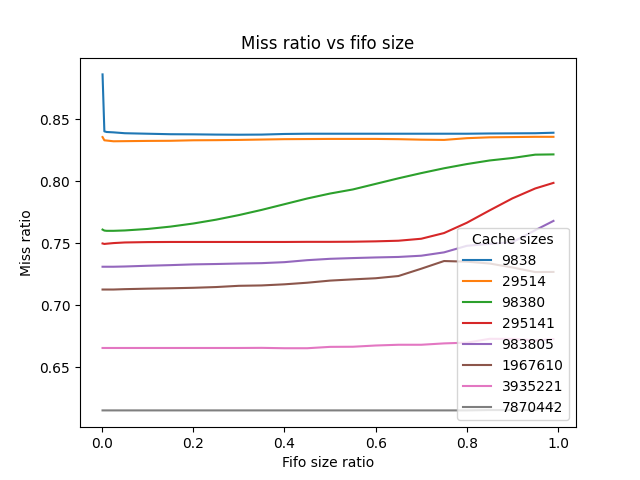 Miss ratio vs fifo size
Miss ratio
0.85
0.80
0.75
0.70
0.65
Cache sizes
9838
29514
98380
295141
983805
1967610
3935221
7870442
0.0 0.2 0.4 0.6 0.8 1.0
Fifo size ratio